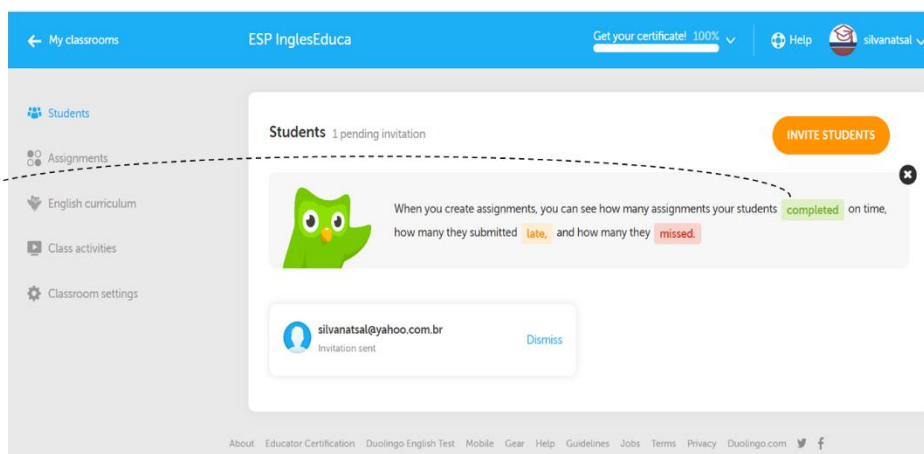 My classrooms
ESP InglesEduca
Get your certificate! 100%
Help
silvanatsal
Students
Assignments
English curriculum
Class activities
Classroom settings
Students 1 pending invitation
INVITE STUDENTS
When you create assignments, you can see how many assignments your students completed on time,
how many they submitted late, and how many they missed.
silvanatsal@yahoo.com.br
Invitation sent
Dismiss
About Educator Certification Duolingo English Test Mobile Gear Help Guidelines Jobs Terms Privacy Duolingo.com